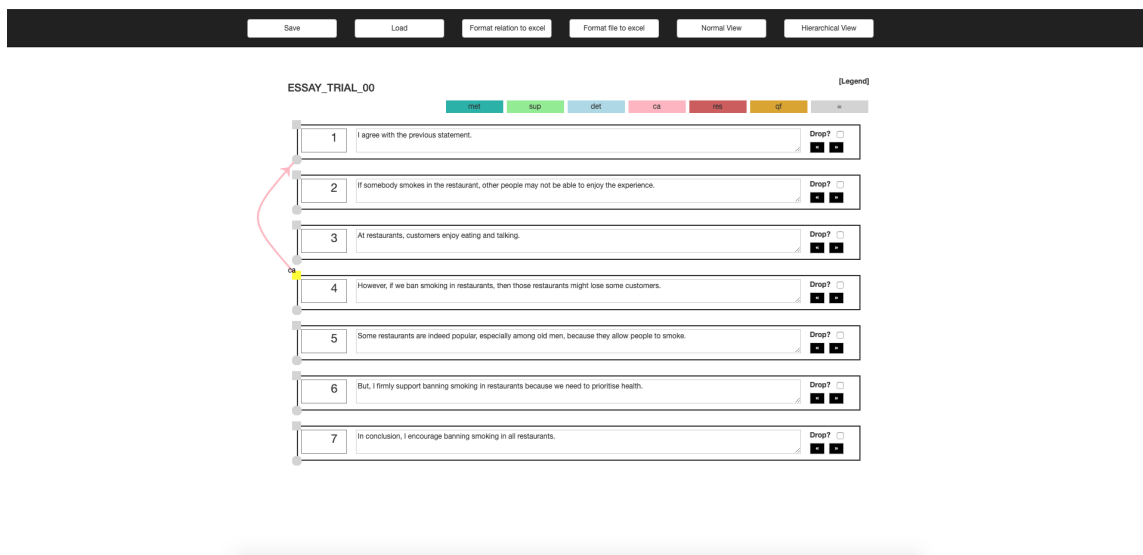 Save Load Format relation to excel Format file to excel Normal View Hierarchical View
[Legend]
ESSAY_TRIAL_00
met sup det ca res qf =
1 I agree with the previous statement. Drop?
« »
2 If somebody smokes in the restaurant, other people may not be able to enjoy the experience. Drop?
« »
3 At restaurants, customers enjoy eating and talking. Drop?
« »
ca
4 However, if we ban smoking in restaurants, then those restaurants might lose some customers. Drop?
« »
5 Some restaurants are indeed popular, especially among old men, because they allow people to smoke. Drop?
« »
6 But, I firmly support banning smoking in restaurants because we need to prioritise health. Drop?
« »
7 In conclusion, I encourage banning smoking in all restaurants. Drop?
« »